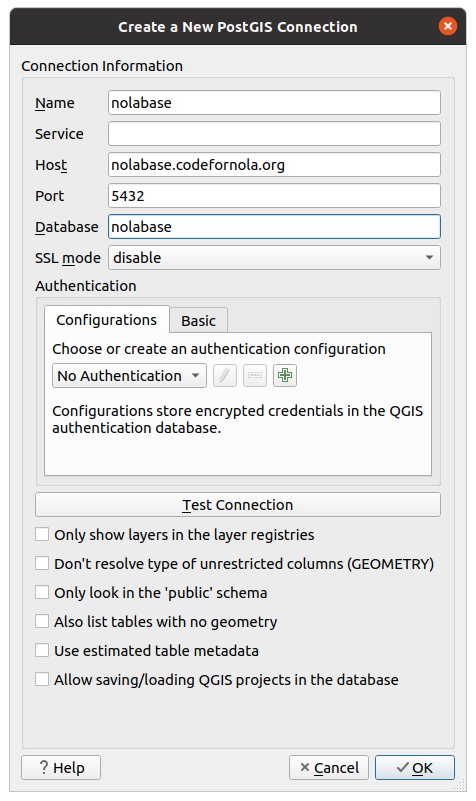 Create a New PostGIS Connection
Connection Information
Name nolabase
Service
Host nolabase.codefornola.org
Port 5432
Database nolabase
SSL mode disable
Authentication
Configurations Basic
Choose or create an authentication configuration
No Authentication
Configurations store encrypted credentials in the QGIS
authentication database.
Test Connection
Only show layers in the layer registries
Don't resolve type of unrestricted columns (GEOMETRY)
Only look in the 'public' schema
Also list tables with no geometry
Use estimated table metadata
Allow saving/loading QGIS projects in the database
? Help Cancel OK